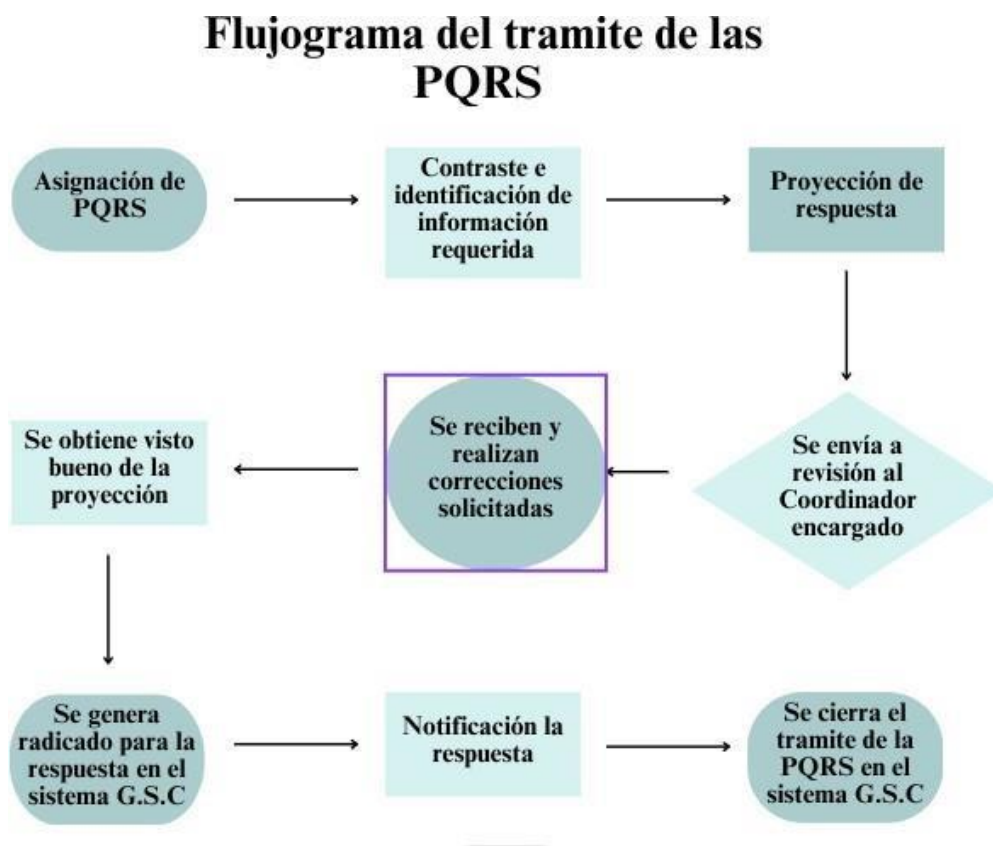 Flujograma del tramite de las
PQRS
Asignación de
PQRS
Contraste e
identificación de
información
requerida
Proyección de
respuesta
Se envía a
revisión al
Coordinador
encargado
Se reciben y
realizan
correcciones
solicitadas
Se obtiene visto
bueno de la
proyección
Se genera
radicado para la
respuesta en el
sistema G.S.C
Notificación la
respuesta
Se cierra el
tramite de la
PQRS en el
sistema G.S.C